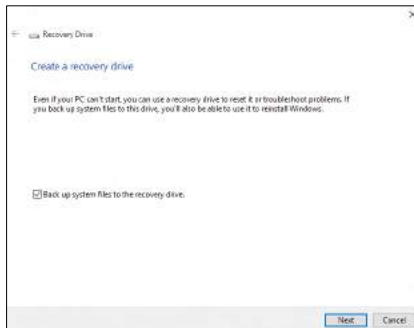 Recovery Drive
Create a recovery drive
Even if your PC can't start, you can use a recovery drive to reset it or troubleshoot problems. If
you back up system files to this drive, you'll also be able to use it to reinstall Windows.
Back up system files to the recovery drive.
Next Cancel